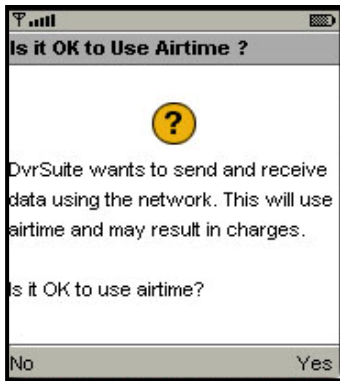 Is it OK to Use Airtime ?
?
DvrSuite wants to send and receive
data using the network. This will use
airtime and may result in charges.
Is it OK to use airtime?
No Yes